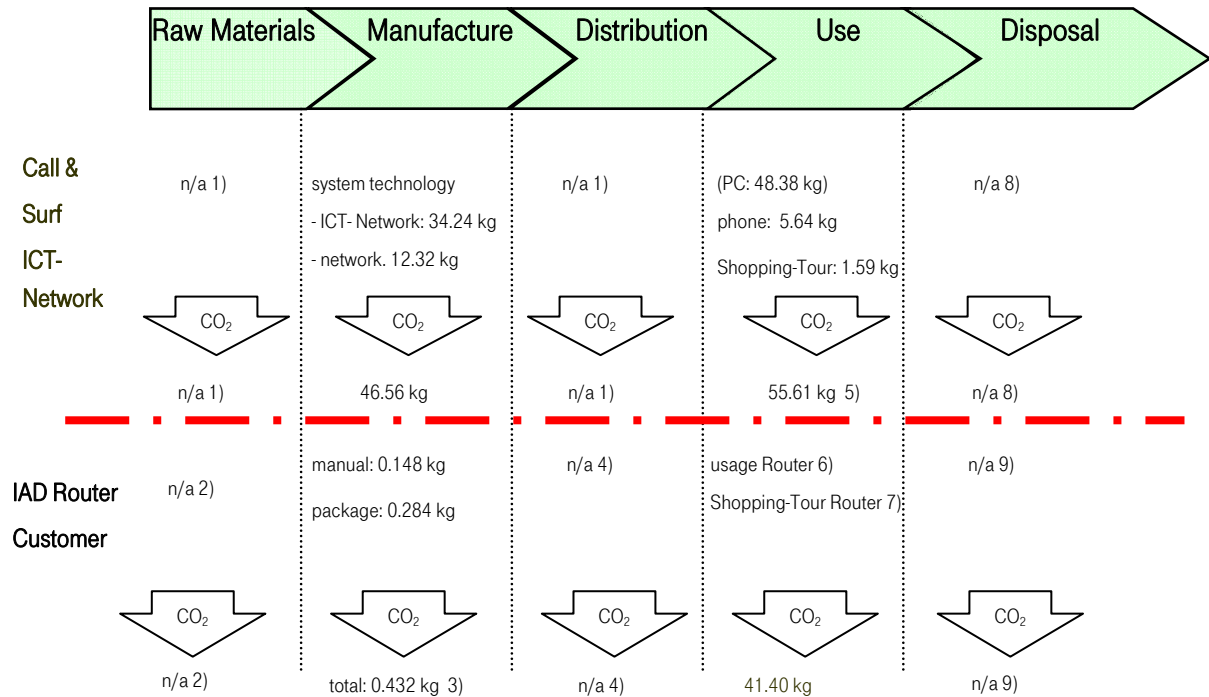 Raw Materials Manufacture Distribution Use Disposal
Call &
Surf
ICT-
Network
n/a 1)
system technology
- ICT- Network: 34.24 kg
- network. 12.32 kg
n/a 1)
(PC: 48.38 kg)
phone: 5.64 kg
Shopping-Tour: 1.59 kg
n/a 8)
CO₂ CO₂ CO₂ CO₂ CO₂
n/a 1) 46.56 kg n/a 1) 55.61 kg 5) n/a 8)
IAD Router
Customer
n/a 2)
manual: 0.148 kg
package: 0.284 kg
n/a 4)
usage Router 6)
Shopping-Tour Router 7)
n/a 9)
CO₂ CO₂ CO₂ CO₂ CO₂
n/a 2) total: 0.432 kg 3) n/a 4) 41.40 kg n/a 9)